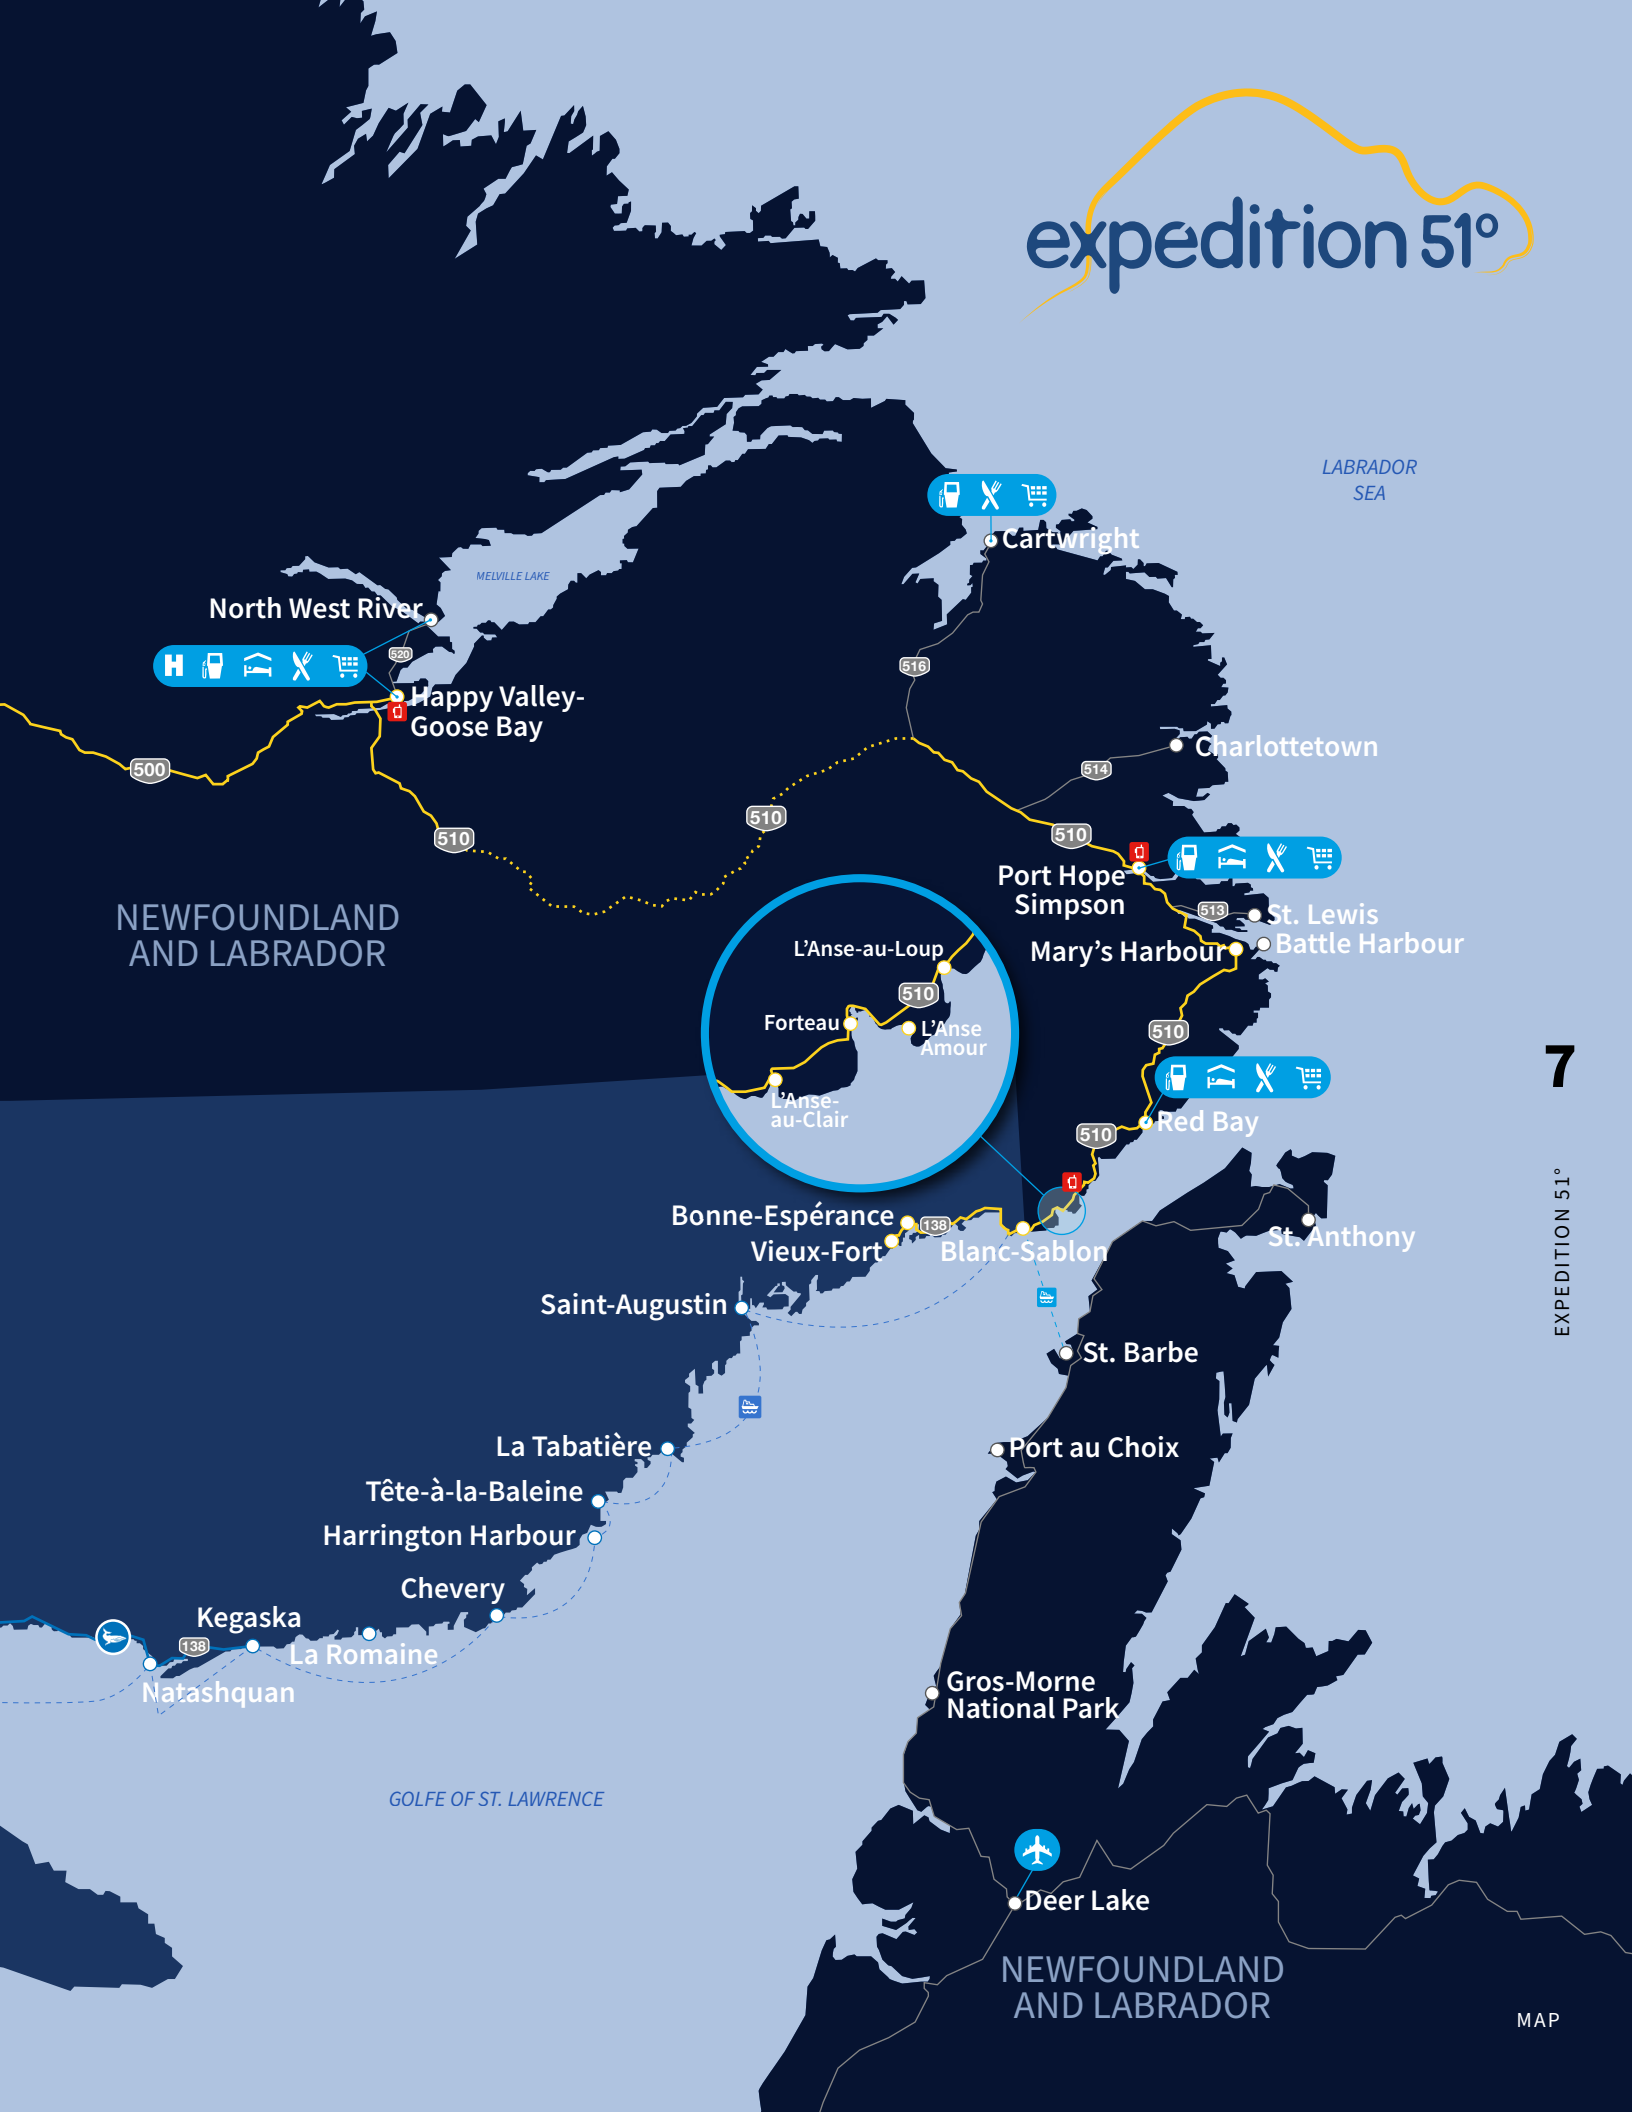 expedition 51°
LABRADOR
SEA
Cartwright
MELVILLE LAKE
North West River
520
H
516
Happy Valley-
Goose Bay
Charlottetown
500
514
510
510
510
Port Hope
Simpson
NEWFOUNDLAND
AND LABRADOR
513
St. Lewis
Battle Harbour
Mary's Harbour
L'Anse-au-Loup
510
Forteau
L'Anse
Amour
510
7
L'Anse-
au-Clair
Red Bay
510
EXPEDITION 51°
Bonne-Espérance
138
Vieux-Fort
Blanc-Sablon
St. Anthony
Saint-Augustin
St. Barbe
La Tabatière
Port au Choix
Tête-à-la-Baleine
Harrington Harbour
Chevery
Kegaska
138
La Romaine
Natashquan
Gros-Morne
National Park
GOLFE OF ST. LAWRENCE
Deer Lake
NEWFOUNDLAND
AND LABRADOR
MAP